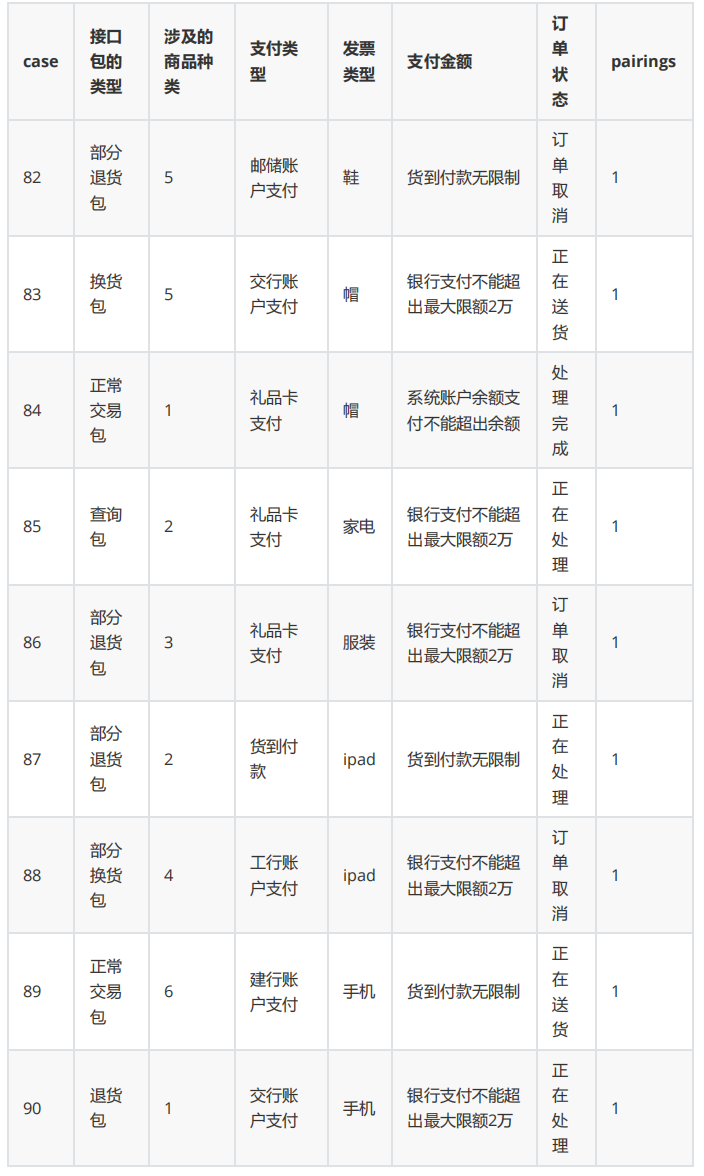 case 接口包的类型 涉及的商品种类 支付类型 发票类型 支付金额 订单状态 pairings
82 部分退货包 5 邮储账户支付 鞋 货到付款无限制 订单取消 1
83 换货包 5 交行账户支付 帽 银行支付不能超出最大限额2万 正在送货 1
84 正常交易包 1 礼品卡支付 帽 系统账户余额支付不能超出余额 处理完成 1
85 查询包 2 礼品卡支付 家电 银行支付不能超出最大限额2万 正在处理 1
86 部分退货包 3 礼品卡支付 服装 银行支付不能超出最大限额2万 订单取消 1
87 部分退货包 2 货到付款 ipad 货到付款无限制 正在处理 1
88 部分换货包 4 工行账户支付 ipad 银行支付不能超出最大限额2万 订单取消 1
89 正常交易包 6 建行账户支付 手机 货到付款无限制 正在送货 1
90 退货包 1 交行账户支付 手机 银行支付不能超出最大限额2万 正在处理 1